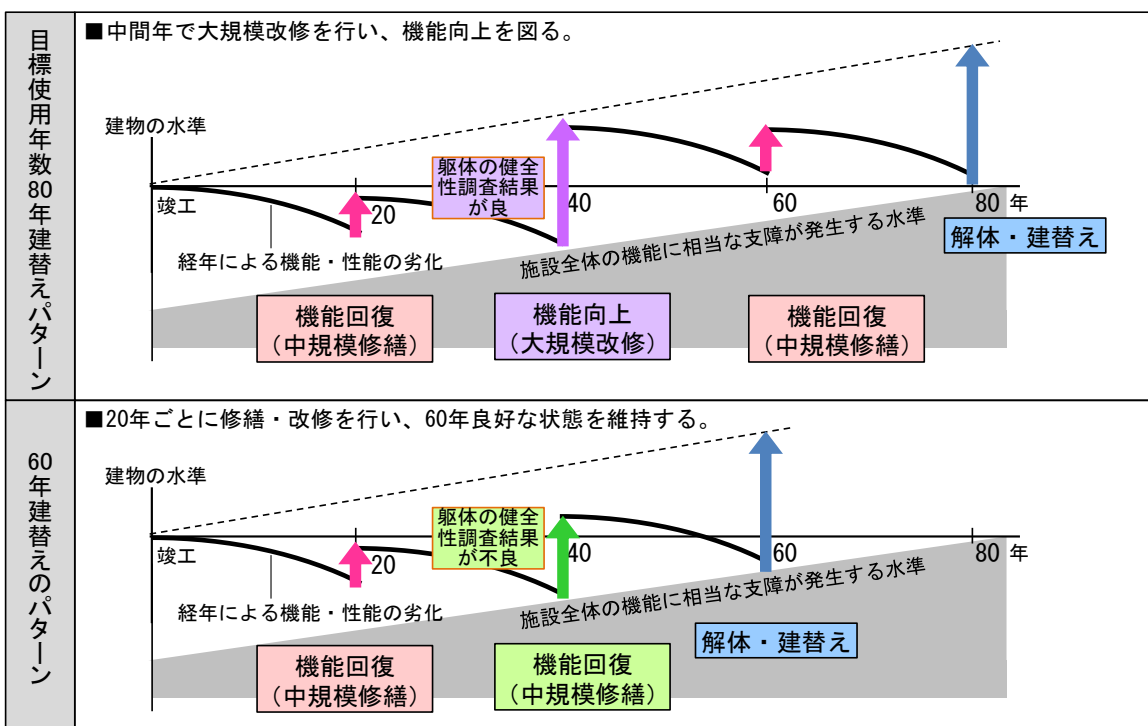 目標使用年数80年建替えパターン
■中間年で大規模改修を行い、機能向上を図る。
建物の水準
躯体の健全
性調査結果
が良
竣工
20
40
60
80 年
経年による機能・性能の劣化
施設全体の機能に相当な支障が発生する水準
解体・建替え
機能回復
（中規模修繕）
機能向上
（大規模改修）
機能回復
（中規模修繕）
60年建替えのパターン
■20年ごとに修繕・改修を行い、60年良好な状態を維持する。
建物の水準
躯体の健全
性調査結果
が不良
竣工
20
40
60
80 年
経年による機能・性能の劣化
施設全体の機能に相当な支障が発生する水準
解体・建替え
機能回復
（中規模修繕）
機能回復
（中規模修繕）